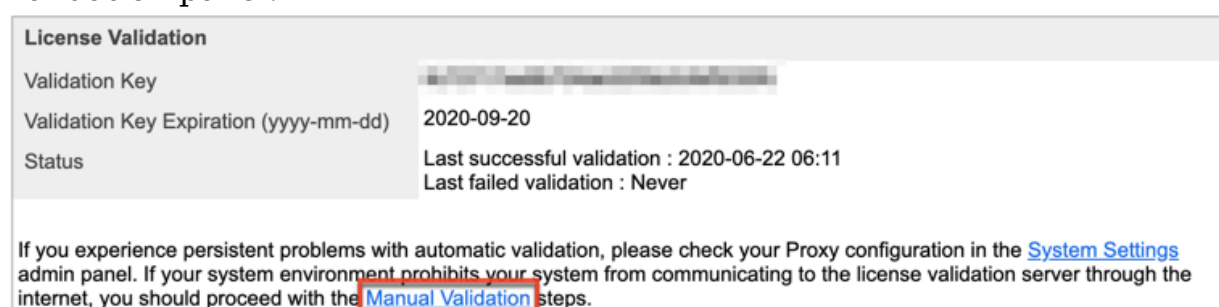 License Validation
Validation Key
Validation Key Expiration (yyyy-mm-dd) 2020-09-20
Status Last successful validation : 2020-06-22 06:11
Last failed validation : Never
If you experience persistent problems with automatic validation, please check your Proxy configuration in the System Settings
admin panel. If your system environment prohibits your system from communicating to the license validation server through the
internet, you should proceed with the Manual Validation steps.